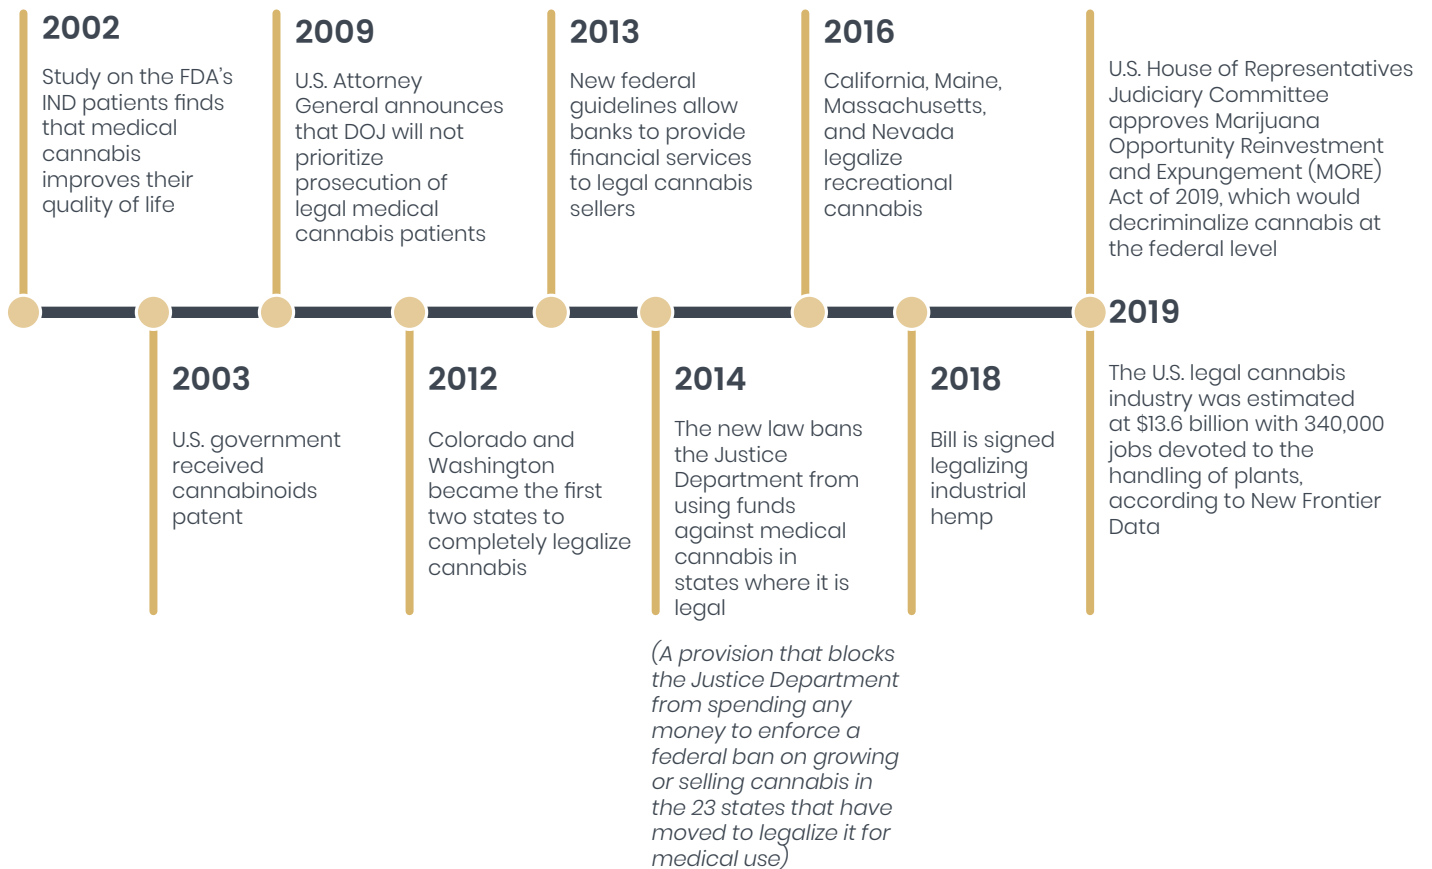 2002
Study on the FDA’s
IND patients finds
that medical
cannabis
improves their
quality of life
2003
U.S. government
received
cannabinoids
patent
2009
U.S. Attorney
General announces
that DOJ will not
prioritize
prosecution of
legal medical
cannabis patients
2012
Colorado and
Washington
became the first
two states to
completely legalize
cannabis
2013
New federal
guidelines allow
banks to provide
financial services
to legal cannabis
sellers
2014
The new law bans
the Justice
Department from
using funds
against medical
cannabis in
states where it is
legal
(A provision that blocks
the Justice Department
from spending any
money to enforce a
federal ban on growing
or selling cannabis in
the 23 states that have
moved to legalize it for
medical use)
2016
California, Maine,
Massachusetts,
and Nevada
legalize
recreational
cannabis
2018
Bill is signed
legalizing
industrial
hemp
U.S. House of Representatives
Judiciary Committee
approves Marijuana
Opportunity Reinvestment
and Expungement (MORE)
Act of 2019, which would
decriminalize cannabis at
the federal level
2019
The U.S. legal cannabis
industry was estimated
at $13.6 billion with 340,000
jobs devoted to the
handling of plants,
according to New Frontier
Data